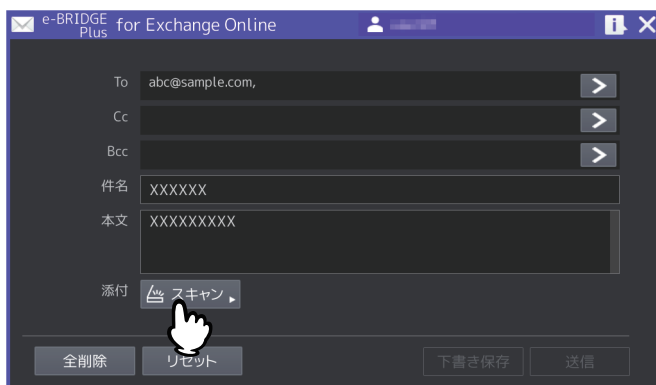 e-BRIDGE Plus for Exchange Online
To abc@sample.com,
Cc
Bcc
件名 XXXXXX
本文 XXXXXXXXX
添付 スキャン
全削除 リセット 下書き保存 送信